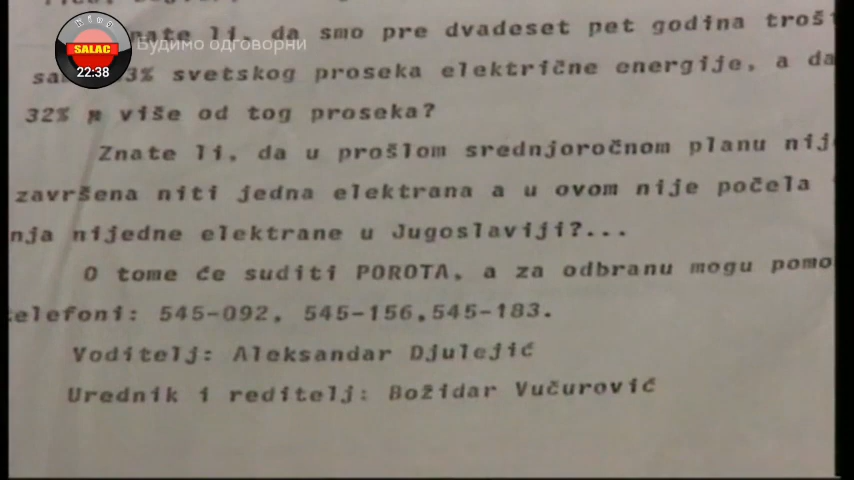 King
SALAC
22:38
Будимо одговорни
nate li, da smo pre dvadeset pet godina troš
3% svetskog proseka električne energije, a da
32% više od tog proseka?
Znate li, da u prošlom srednjoročnom planu nij
završena niti jedna elektrana a u ovom nije počela
nja nijedne elektrane u Jugoslaviji?...
O tome će suditi POROTA, a za odbranu mogu pomo
elefoni: 545-092, 545-156,545-183.
Voditelj: Aleksandar Djulejić
Urednik i reditelj: Božidar Vučurović